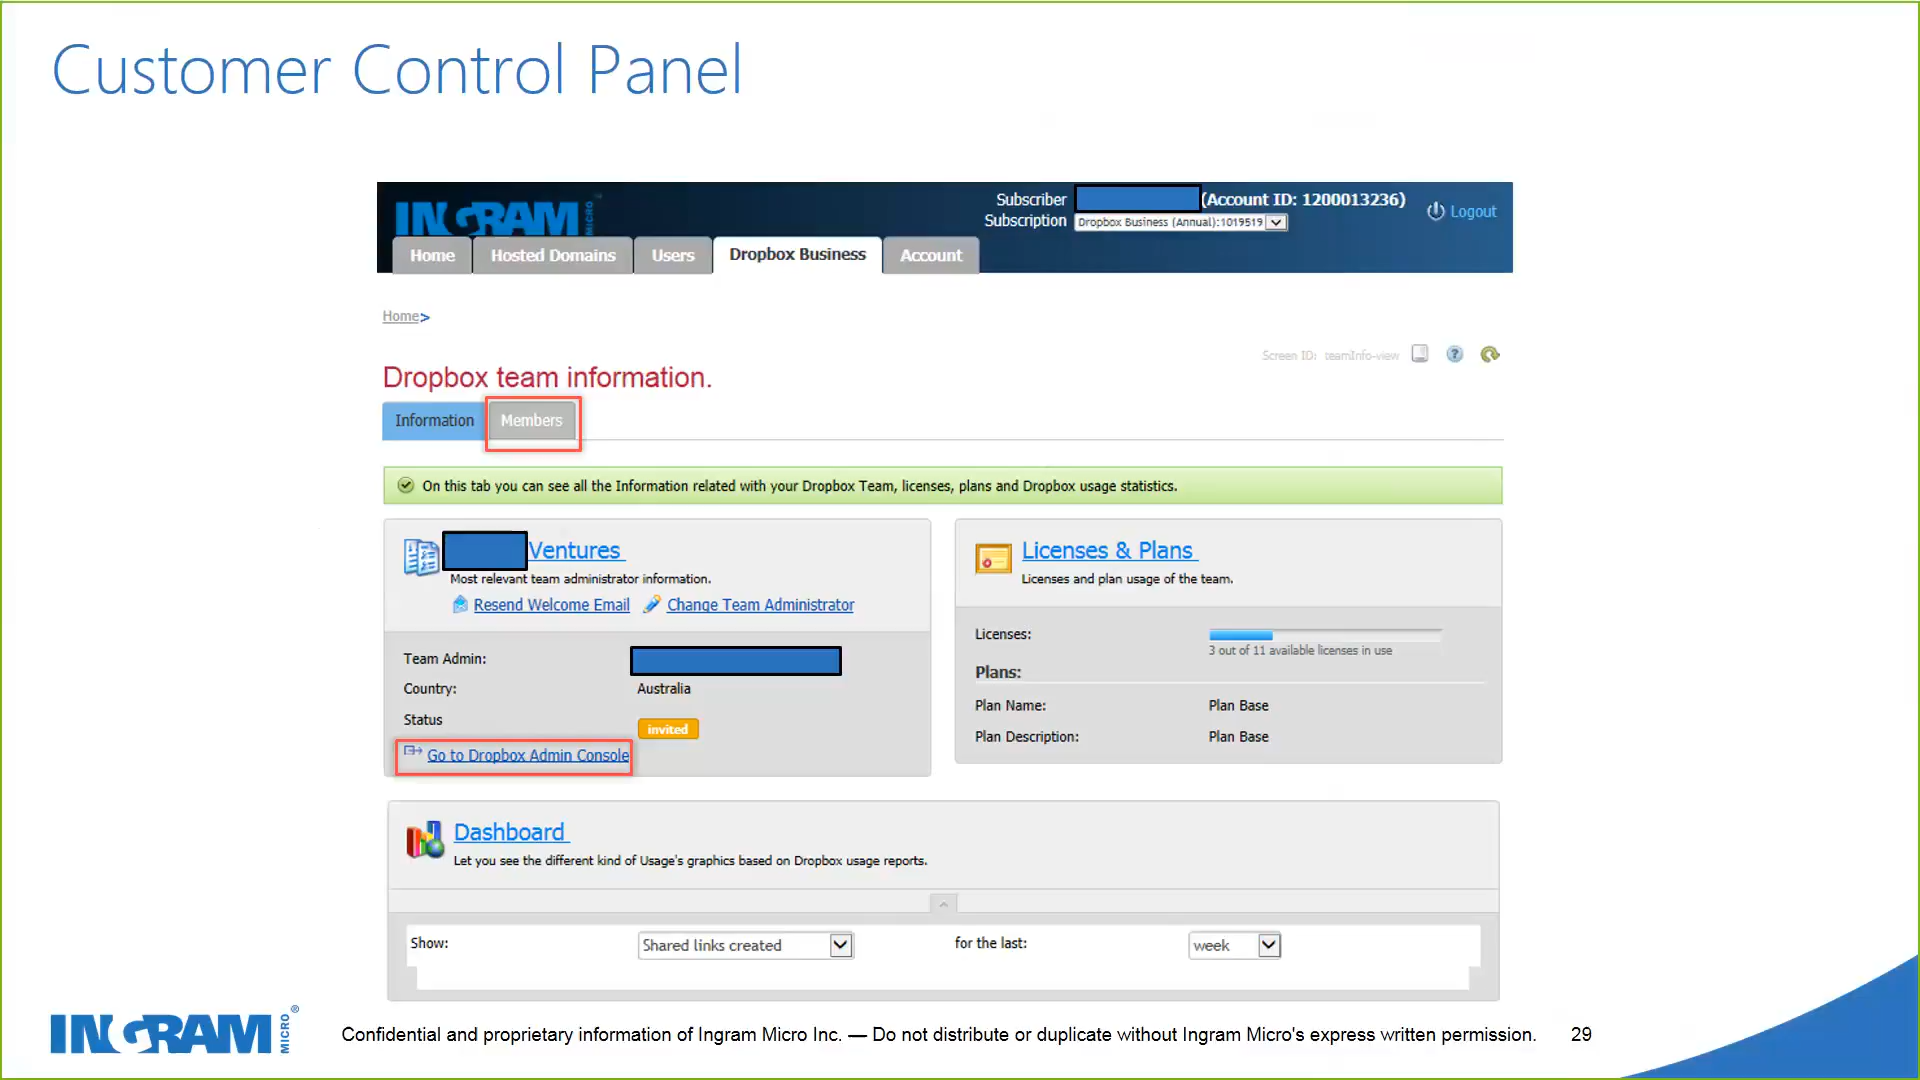 Customer Control Panel
INGRAM MICRO
Subscriber (Account ID: 1200013236)
Subscription Dropbox Business (Annual):1019519
Logout
Home Hosted Domains Users Dropbox Business Account
Home>
Screen ID: teamInfo-view
Dropbox team information.
Information Members
On this tab you can see all the Information related with your Dropbox Team, licenses, plans and Dropbox usage statistics.
Ventures
Most relevant team administrator information.
Resend Welcome Email Change Team Administrator
Team Admin:
Country: Australia
Status invited
Go to Dropbox Admin Console
Licenses & Plans
Licenses and plan usage of the team.
Licenses:
3 out of 11 available licenses in use
Plans:
Plan Name: Plan Base
Plan Description: Plan Base
Dashboard
Let you see the different kind of Usage's graphics based on Dropbox usage reports.
Show: Shared links created for the last: week
INGRAM MICRO®
Confidential and proprietary information of Ingram Micro Inc. — Do not distribute or duplicate without Ingram Micro's express written permission. 29